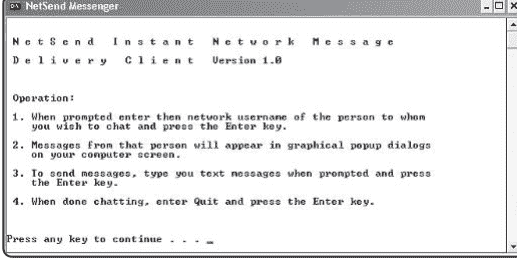 NetSend Messenger
NetSend Instant Network Message
Delivery Client Version 1.0
Operation:
1. When prompted enter then network username of the person to whom
you wish to chat and press the Enter key.
2. Messages from that person will appear in graphical popup dialogs
on your computer screen.
3. To send messages, type you text messages when prompted and press
the Enter key.
4. When done chatting, enter Quit and press the Enter key.
Press any key to continue . . . _